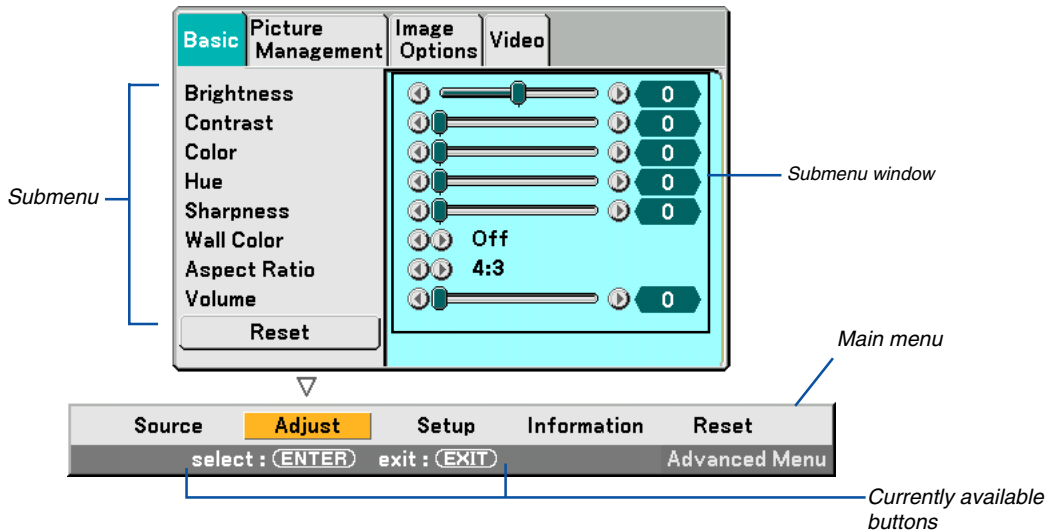 Basic
Picture
Management
Image
Options
Video
Brightness 0
Contrast 0
Color 0
Hue 0
Sharpness 0
Wall Color Off
Aspect Ratio 4:3
Volume 0
Reset
Submenu
Submenu window
Main menu
Source Adjust Setup Information Reset
select : ENTER exit : EXIT Advanced Menu
Currently available
buttons